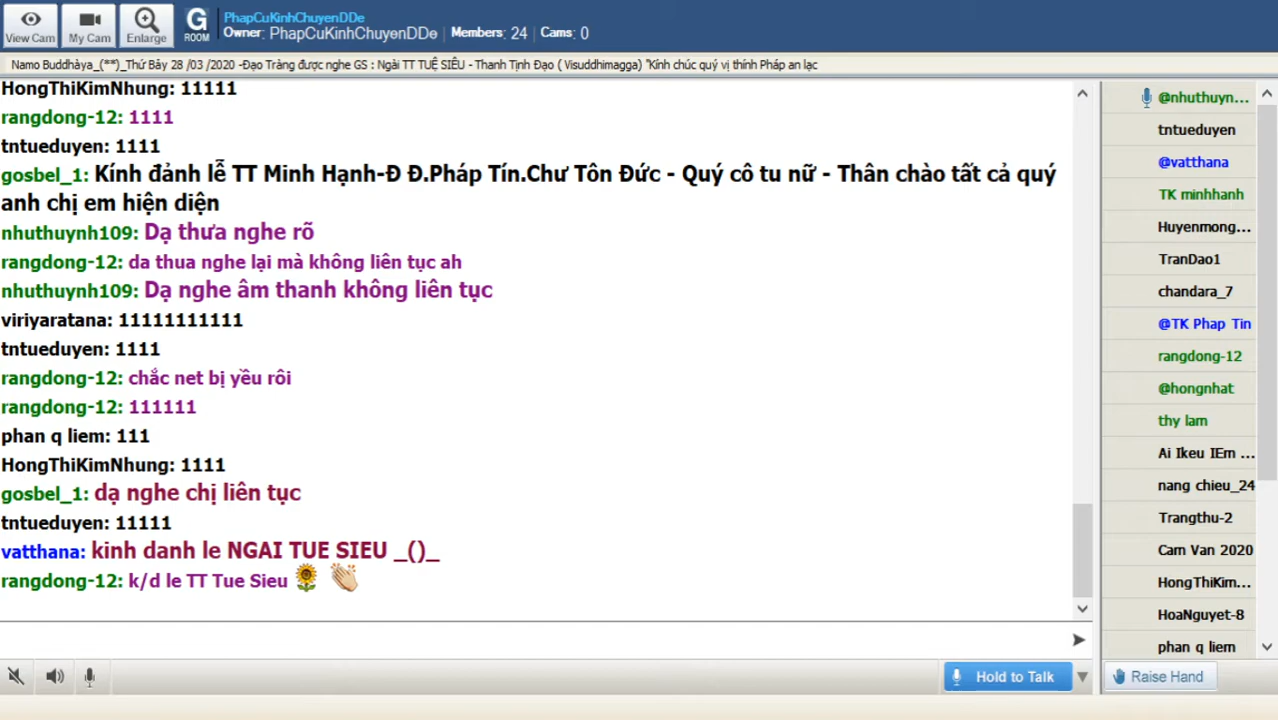 View Cam
My Cam
Enlarge
G
ROOM
PhapCuKinhChuyenDDe
Owner: PhapCuKinhChuyenDDe Members: 24 Cams: 0
Namo Buddhàya_(**)_Thứ Bảy 28 /03 /2020 -Đạo Tràng được nghe GS : Ngài TT TUỆ SIÊU - Thanh Tịnh Đạo ( Visuddhimagga) "Kính chúc quý vị thính Pháp an lạc
HongThiKimNhung: 11111
rangdong-12: 1111
tntueduyen: 1111
gosbel_1: Kính đảnh lễ TT Minh Hạnh-Đ Đ.Pháp Tín.Chư Tôn Đức - Quý cô tu nữ - Thân chào tất cả quý
anh chị em hiện diện
nhuthuynh109: Dạ thưa nghe rõ
rangdong-12: da thua nghe lại mà không liên tục ah
nhuthuynh109: Dạ nghe âm thanh không liên tục
viriyaratana: 11111111111
tntueduyen: 1111
rangdong-12: chắc net bị yều rôi
rangdong-12: 111111
phan q liem: 111
HongThiKimNhung: 1111
gosbel_1: dạ nghe chị liên tục
tntueduyen: 11111
vatthana: kinh danh le NGAI TUE SIEU _()_
rangdong-12: k/d le TT Tue Sieu
@nhuthuyn...
tntueduyen
@vatthana
TK minhhanh
Huyenmong...
TranDao1
chandara_7
@TK Phap Tin
rangdong-12
@hongnhat
thy lam
Ai Ikeu IEm ...
nang chieu_24
Trangthu-2
Cam Van 2020
HongThiKim...
HoaNguyet-8
phan q liem
Hold to Talk
Raise Hand